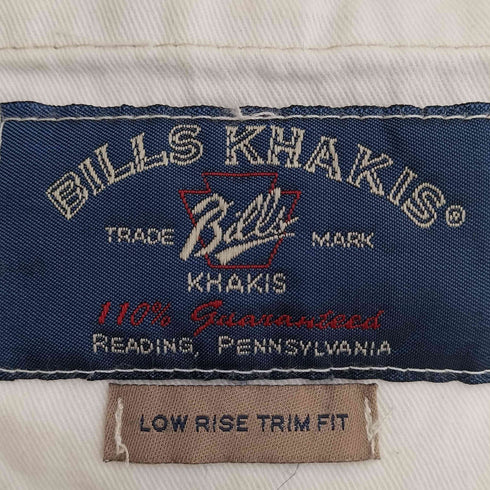 BILLS KHAKIS®
TRADE Bills MARK
KHAKIS
110% Guaranteed
READING, PENNSYLVANIA
LOW RISE TRIM FIT